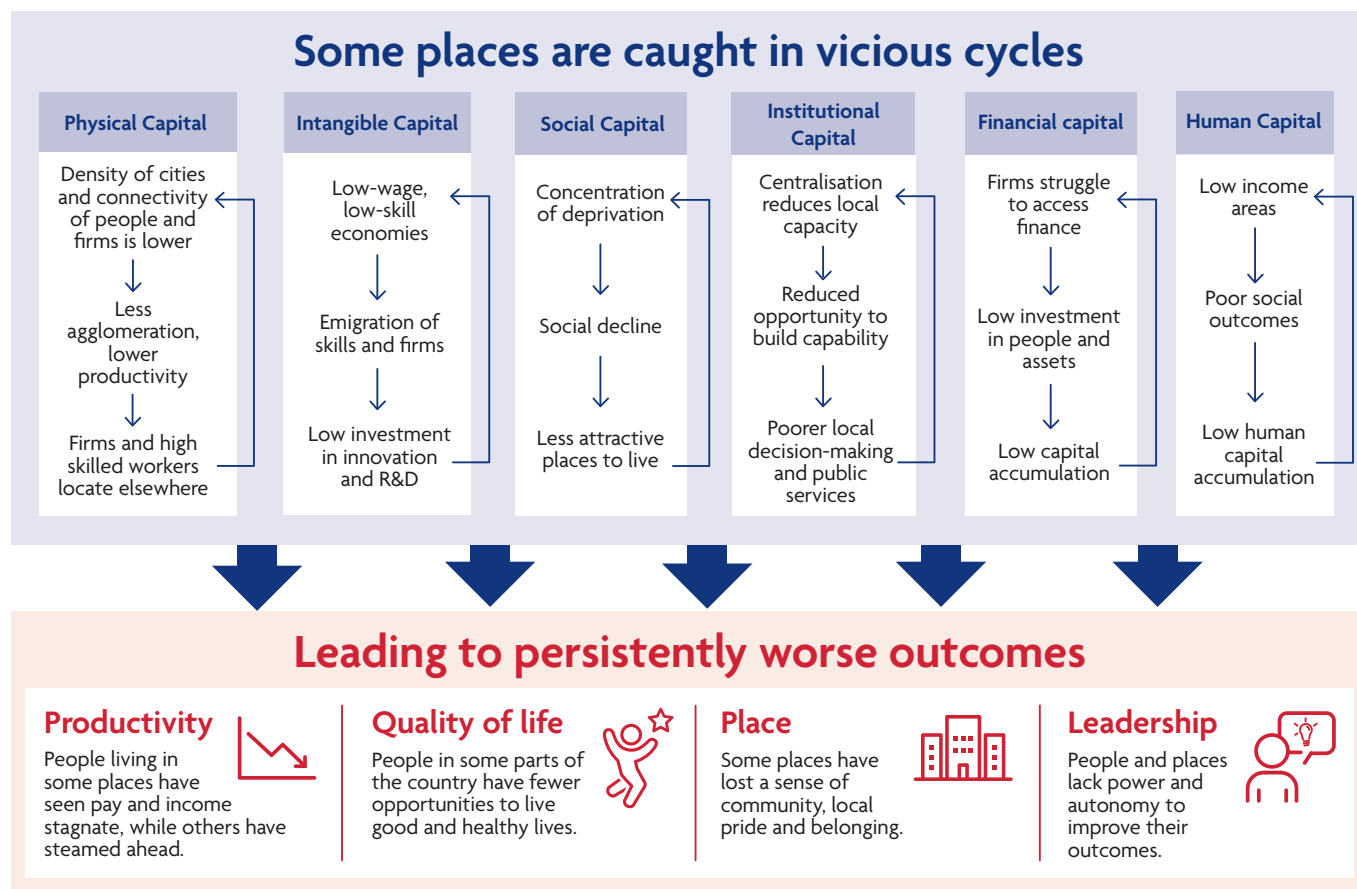 Some places are caught in vicious cycles
Physical Capital
Density of cities
and connectivity
of people and
firms is lower
Less
agglomeration,
lower
productivity
Firms and high
skilled workers
locate elsewhere
Intangible Capital
Low-wage,
low-skill
economies
Emigration of
skills and firms
Low investment
in innovation
and R&D
Social Capital
Concentration
of deprivation
Social decline
Less attractive
places to live
Institutional
Capital
Centralisation
reduces local
capacity
Reduced
opportunity to
build capability
Poorer local
decision-making
and public
services
Financial capital
Firms struggle
to access
finance
Low investment
in people and
assets
Low capital
accumulation
Human Capital
Low income
areas
Poor social
outcomes
Low human
capital
accumulation
Leading to persistently worse outcomes
Productivity
People living in
some places have
seen pay and income
stagnate, while others have
steamed ahead.
Quality of life
People in some parts of
the country have fewer
opportunities to live
good and healthy lives.
Place
Some places have
lost a sense of
community, local
pride and belonging.
Leadership
People and places
lack power and
autonomy to
improve their
outcomes.